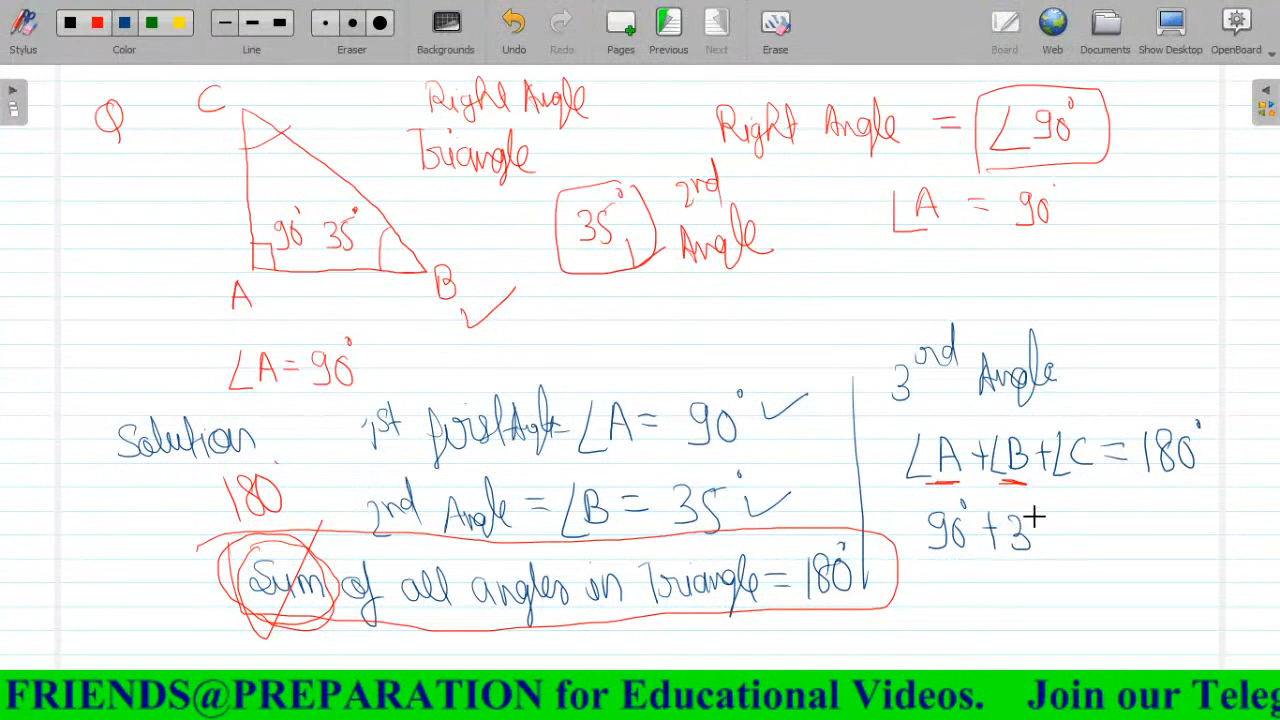 Stylus Color Line Eraser Backgrounds Undo Redo Pages Previous Next Erase Board Web Documents Show Desktop OpenBoard
Q
C
Right Angle
Triangle
Right Angle = ∠90°
90° 35°
35°
2nd
Angle
∠A = 90°
A
B
∠A = 90°
3rd Angle
Solution
1st first Angle = ∠A = 90°
∠A + ∠B + ∠C = 180°
180
2nd Angle = ∠B = 35°
90° + 3
Sum of all angles in Triangle = 180°
FRIENDS@PREPARATION for Educational Videos. Join our Teleg